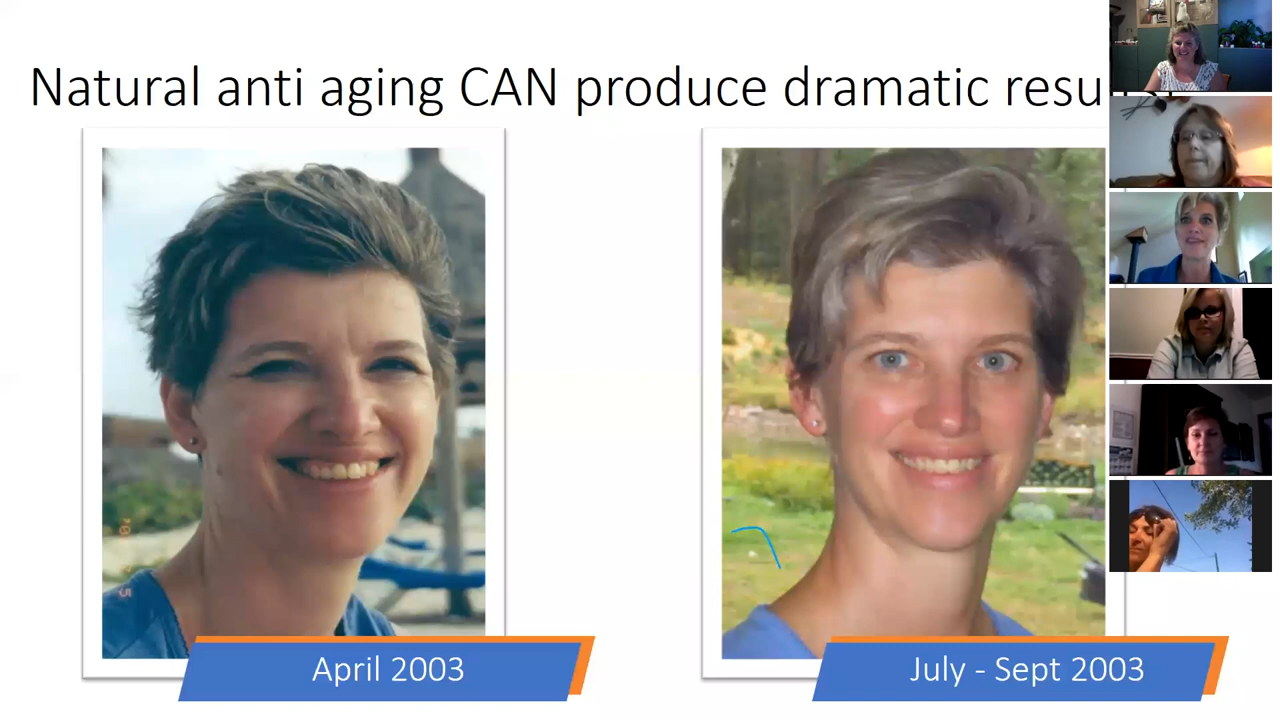 Natural anti aging CAN produce dramatic resu
April 2003
July - Sept 2003